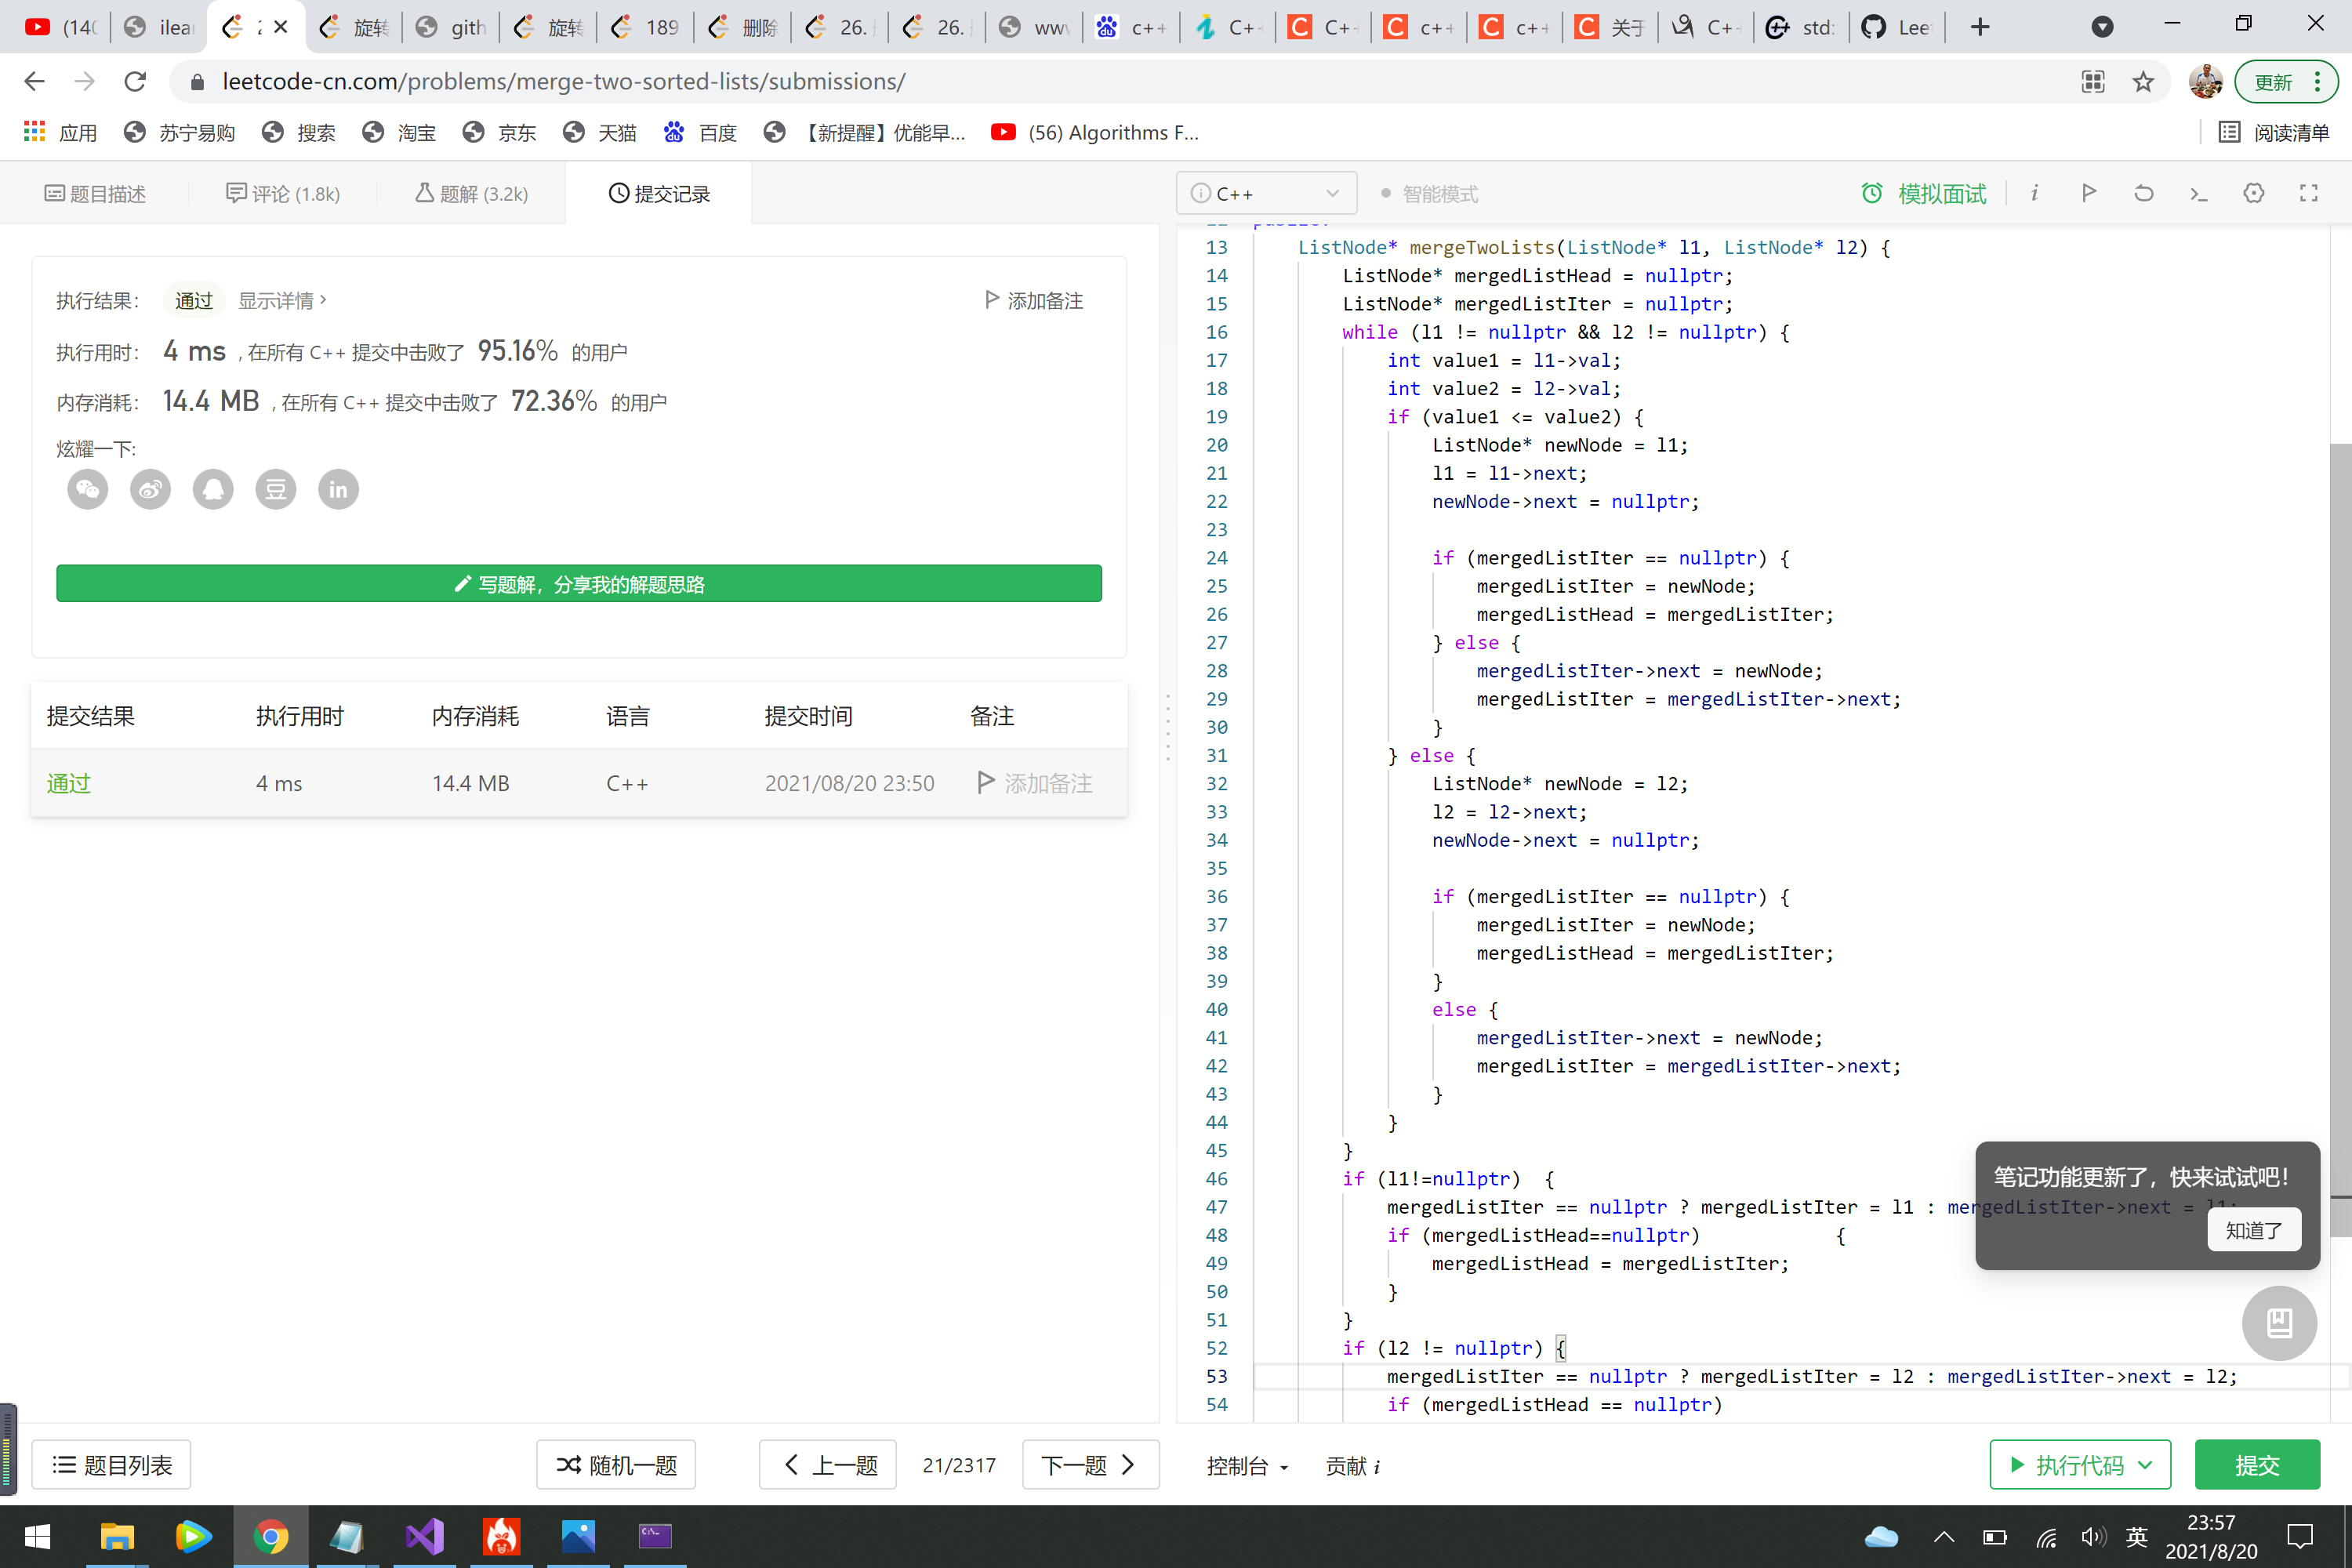 (140
ilear
2
旋转
gith
旋转
189.
删除
26.
26.
www
c++
C++
C++
c++
c++
关于
C++
std:
Leet
leetcode-cn.com/problems/merge-two-sorted-lists/submissions/
更新
应用
苏宁易购
搜索
淘宝
京东
天猫
百度
【新提醒】优能早...
(56) Algorithms F...
阅读清单
题目描述
评论 (1.8k)
题解 (3.2k)
提交记录
C++
智能模式
模拟面试
执行结果： 通过 显示详情 >
添加备注
执行用时： 4 ms , 在所有 C++ 提交中击败了 95.16% 的用户
内存消耗： 14.4 MB , 在所有 C++ 提交中击败了 72.36% 的用户
炫耀一下:
写题解，分享我的解题思路
提交结果 执行用时 内存消耗 语言 提交时间 备注
通过 4 ms 14.4 MB C++ 2021/08/20 23:50 添加备注
12 public:
13 ListNode* mergeTwoLists(ListNode* l1, ListNode* l2) {
14 ListNode* mergedListHead = nullptr;
15 ListNode* mergedListIter = nullptr;
16 while (l1 != nullptr && l2 != nullptr) {
17 int value1 = l1->val;
18 int value2 = l2->val;
19 if (value1 <= value2) {
20 ListNode* newNode = l1;
21 l1 = l1->next;
22 newNode->next = nullptr;
23
24 if (mergedListIter == nullptr) {
25 mergedListIter = newNode;
26 mergedListHead = mergedListIter;
27 } else {
28 mergedListIter->next = newNode;
29 mergedListIter = mergedListIter->next;
30 }
31 } else {
32 ListNode* newNode = l2;
33 l2 = l2->next;
34 newNode->next = nullptr;
35
36 if (mergedListIter == nullptr) {
37 mergedListIter = newNode;
38 mergedListHead = mergedListIter;
39 }
40 else {
41 mergedListIter->next = newNode;
42 mergedListIter = mergedListIter->next;
43 }
44 }
45 }
46 if (l1!=nullptr)  {
47 mergedListIter == nullptr ? mergedListIter = l1 : mergedListIter->next = l1;
48 if (mergedListHead==nullptr) {
49 mergedListHead = mergedListIter;
50 }
51 }
52 if (l2 != nullptr) {
53 mergedListIter == nullptr ? mergedListIter = l2 : mergedListIter->next = l2;
54 if (mergedListHead == nullptr)
笔记功能更新了，快来试试吧！
知道了
题目列表
随机一题
上一题
21/2317
下一题
控制台
贡献 i
执行代码
提交
英
23:57
2021/8/20